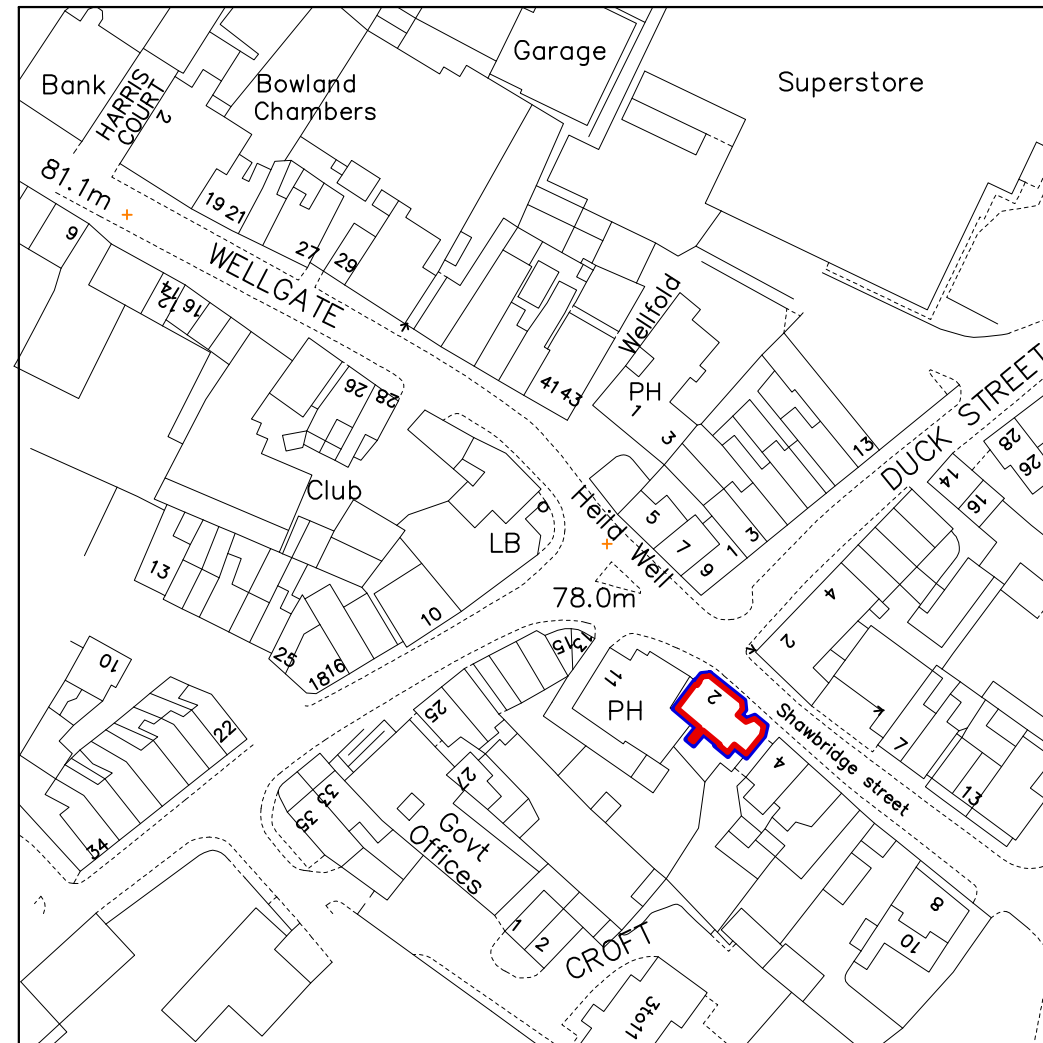 Garage
Superstore
Bank
HARRIS
COURT
2
Bowland
Chambers
81.1m
9
19 21
27
29
WELLGATE
12
14
16
26
28
41 43
Wellfold
PH
1
3
13
DUCK STREET
28
26
14
16
Club
LB
Heild Well
5
7
9
1
3
78.0m
13
10
25
18 16
15
13
11
PH
2
4
2
Shawbridge street
4
7
13
10
22
34
25
27
33
35
Govt
Offices
1
2
CROFT
3to11
8
10